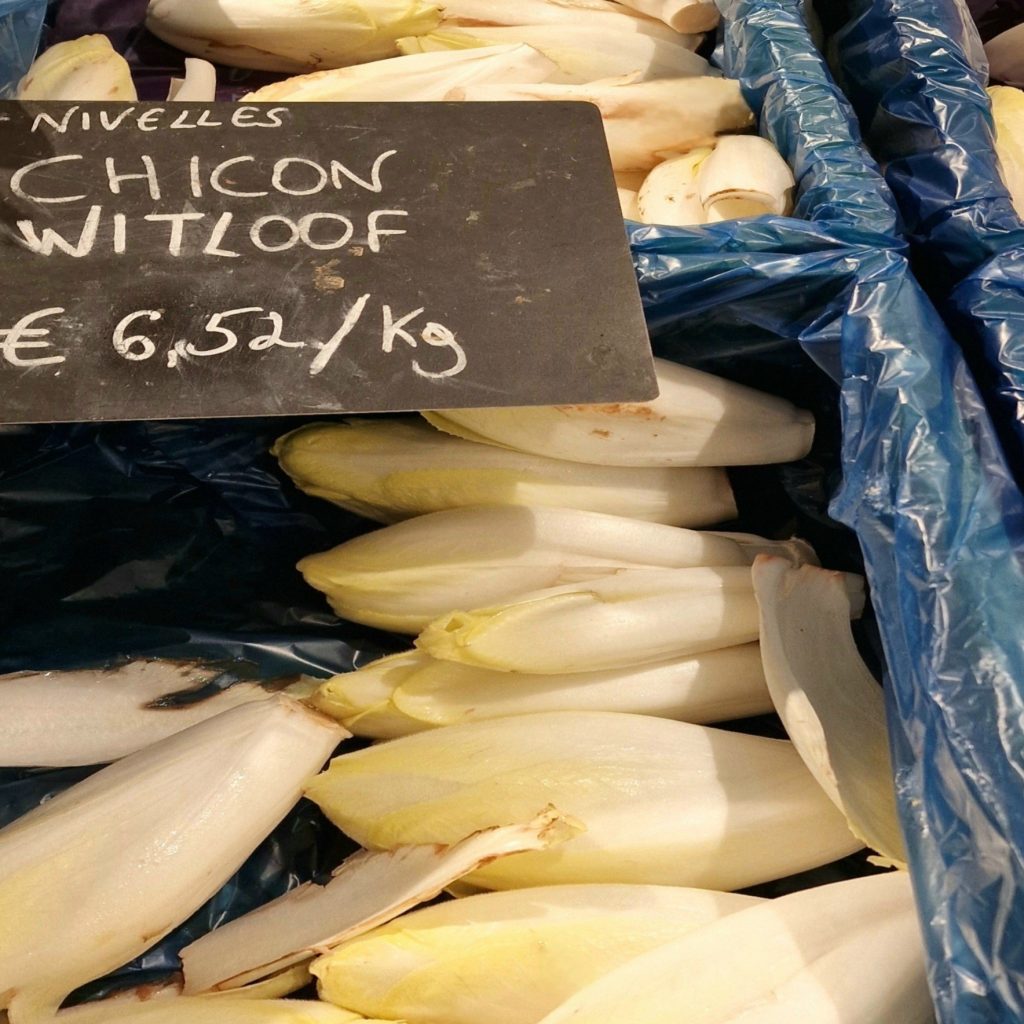 - NIVELLES
CHICON
WITLOOF
€ 6,52/Kg